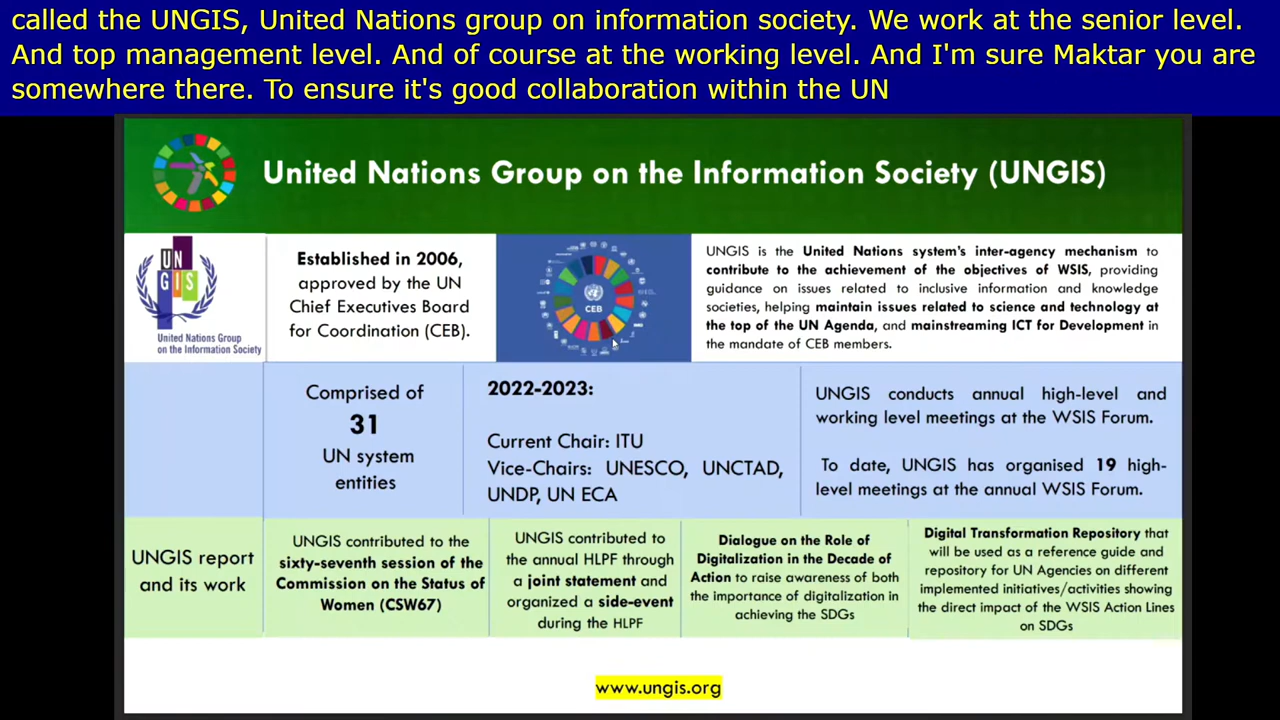 called the UNGIS, United Nations group on information society. We work at the senior level.
And top management level. And of course at the working level. And I'm sure Maktar you are
somewhere there. To ensure it's good collaboration within the UN
United Nations Group on the Information Society (UNGIS)
UN
GIS
United Nations Group
on the Information Society
Established in 2006,
approved by the UN
Chief Executives Board
for Coordination (CEB).
CEB
UNGIS is the United Nations system's inter-agency mechanism to
contribute to the achievement of the objectives of WSIS, providing
guidance on issues related to inclusive information and knowledge
societies, helping maintain issues related to science and technology at
the top of the UN Agenda, and mainstreaming ICT for Development in
the mandate of CEB members.
Comprised of
31
UN system
entities
2022-2023:
Current Chair: ITU
Vice-Chairs: UNESCO, UNCTAD,
UNDP, UN ECA
UNGIS conducts annual high-level and
working level meetings at the WSIS Forum.
To date, UNGIS has organised 19 high-
level meetings at the annual WSIS Forum.
UNGIS report
and its work
UNGIS contributed to the
sixty-seventh session of the
Commission on the Status of
Women (CSW67)
UNGIS contributed to
the annual HLPF through
a joint statement and
organized a side-event
during the HLPF
Dialogue on the Role of
Digitalization in the Decade of
Action to raise awareness of both
the importance of digitalization in
achieving the SDGs
Digital Transformation Repository that
will be used as a reference guide and
repository for UN Agencies on different
implemented initiatives/activities showing
the direct impact of the WSIS Action Lines
on SDGs
www.ungis.org